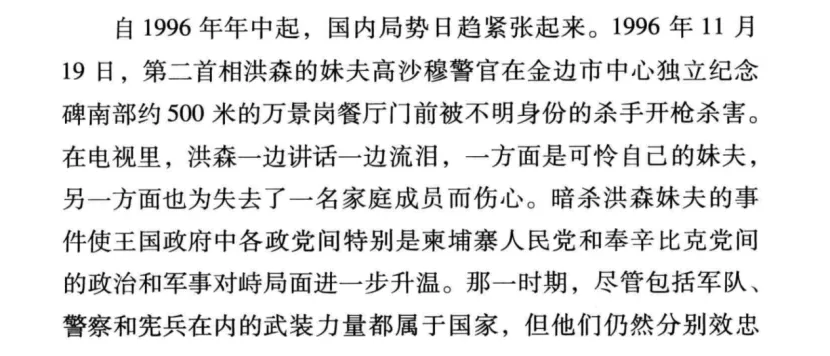 自 1996 年年中起，国内局势日趋紧张起来。1996 年 11 月
19 日，第二首相洪森的妹夫高沙穆警官在金边市中心独立纪念
碑南部约 500 米的万景岗餐厅门前被不明身份的杀手开枪杀害。
在电视里，洪森一边讲话一边流泪，一方面是可怜自己的妹夫，
另一方面也为失去了一名家庭成员而伤心。暗杀洪森妹夫的事
件使王国政府中各政党间特别是柬埔寨人民党和奉辛比克党间
的政治和军事对峙局面进一步升温。那一时期，尽管包括军队、
警察和宪兵在内的武装力量都属于国家，但他们仍然分别效忠